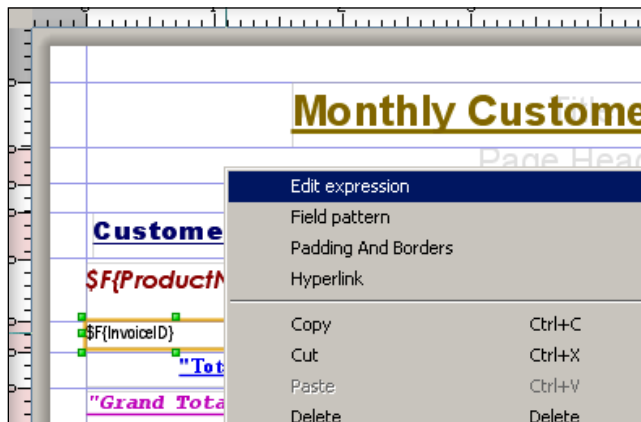 Monthly Custome
Page Head
Edit expression
Field pattern
Custome
Padding And Borders
$F{Product
Hyperlink
$F{InvoiceID}
Copy Ctrl+C
"Tot
Cut Ctrl+X
Paste Ctrl+V
"Grand Tota
Delete Delete